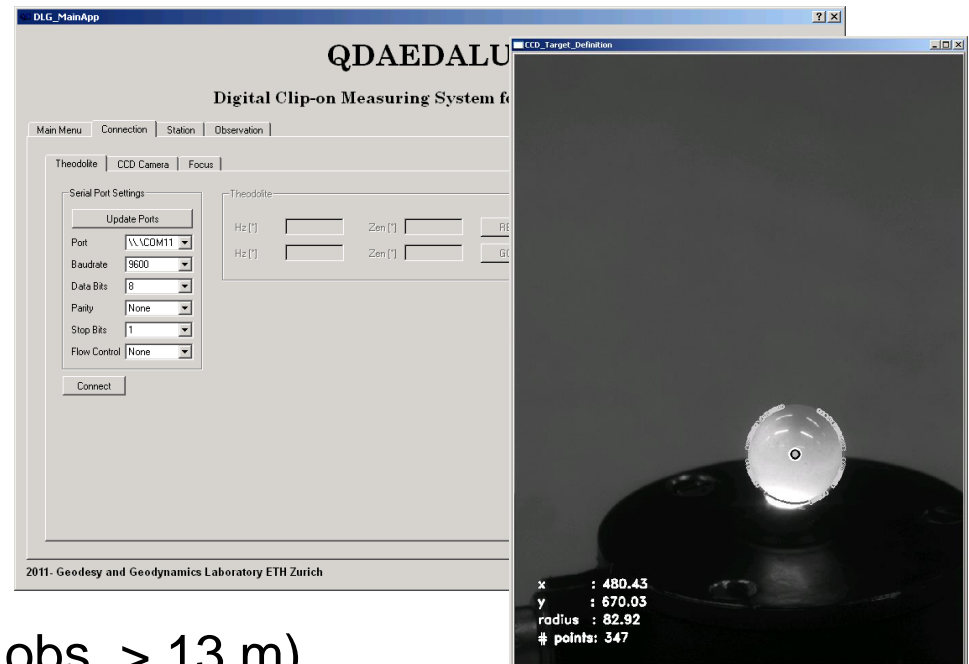 DLG_MainApp
QDAEDALU
Digital Clip-on Measuring System fo
Main Menu Connection Station Observation
Theodolite CCD Camera Focus
Serial Port Settings
Update Ports
Port \\.\COM11
Baudrate 9600
Data Bits 8
Parity None
Stop Bits 1
Flow Control None
Connect
Theodolite
Hz [°] Zen [°] RE
Hz [°] Zen [°] GO
2011- Geodesy and Geodynamics Laboratory ETH Zurich
CCD_Target_Definition
x : 480.43
y : 670.03
radius : 82.92
# points: 347
obs. > 13 m)